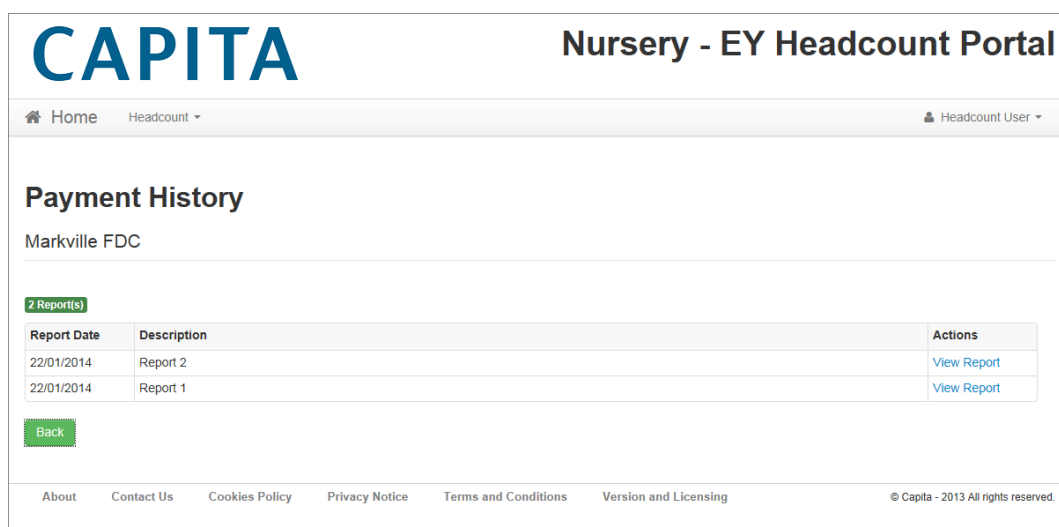 CAPITA
Nursery - EY Headcount Portal
Home Headcount Headcount User
Payment History
Markville FDC
2 Report(s)
Report Date Description Actions
22/01/2014 Report 2 View Report
22/01/2014 Report 1 View Report
Back
About Contact Us Cookies Policy Privacy Notice Terms and Conditions Version and Licensing © Capita - 2013 All rights reserved.